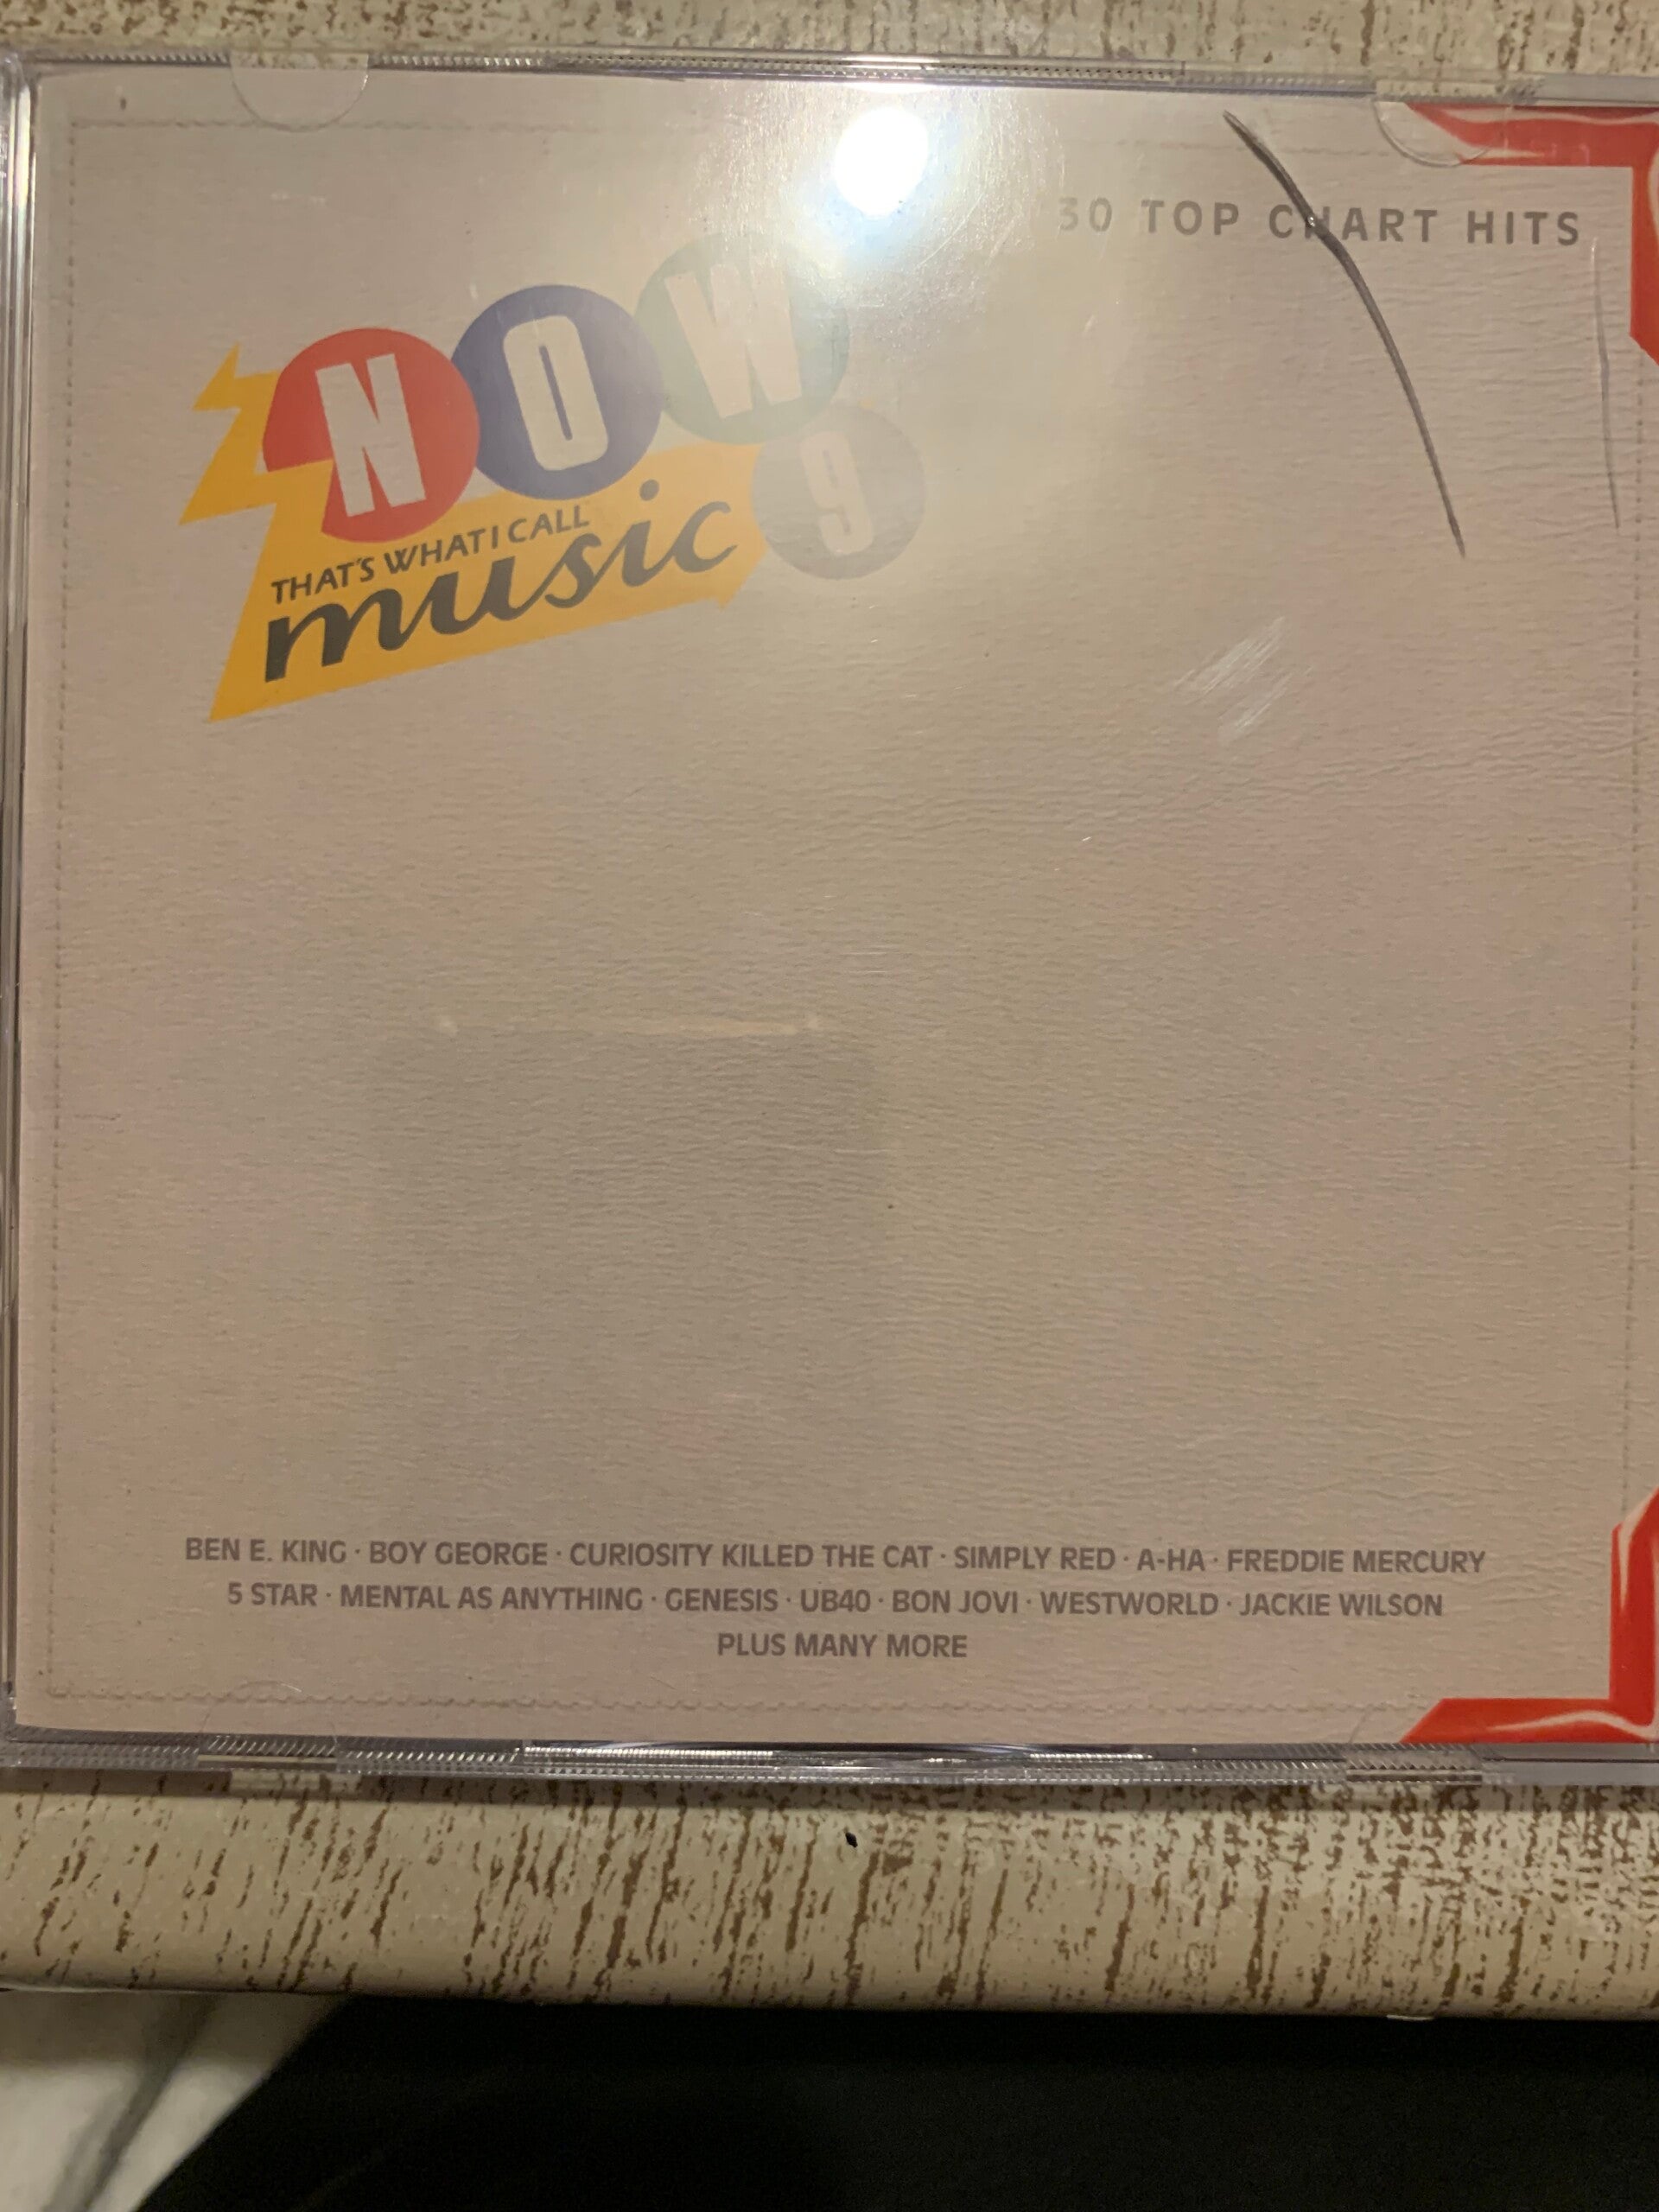 30 TOP CHART HITS
NOW
9
THAT'S WHAT I CALL
music
BEN E. KING · BOY GEORGE · CURIOSITY KILLED THE CAT · SIMPLY RED · A-HA · FREDDIE MERCURY
5 STAR · MENTAL AS ANYTHING · GENESIS · UB40 · BON JOVI · WESTWORLD · JACKIE WILSON
PLUS MANY MORE